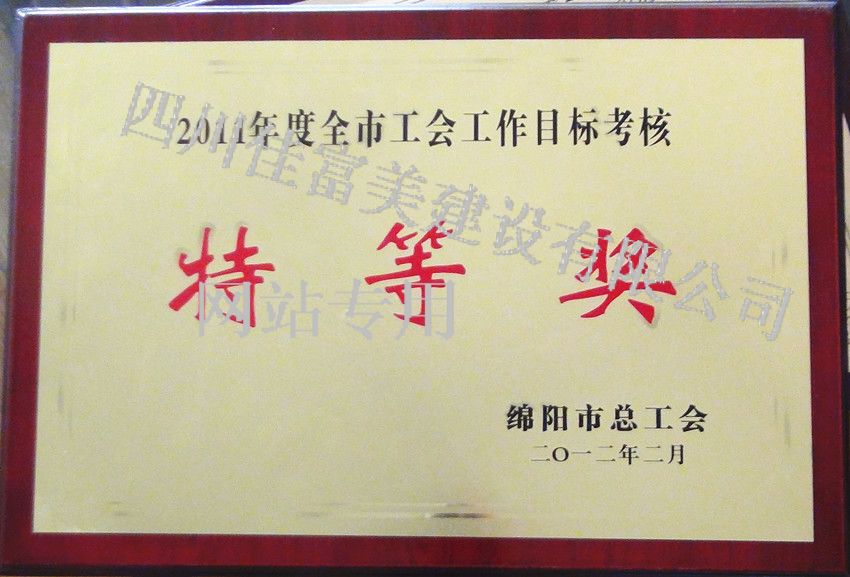 2011年度全市工会工作目标考核
特等奖
绵阳市总工会
二〇一二年二月
四川佳富美建设有限公司
网站专用